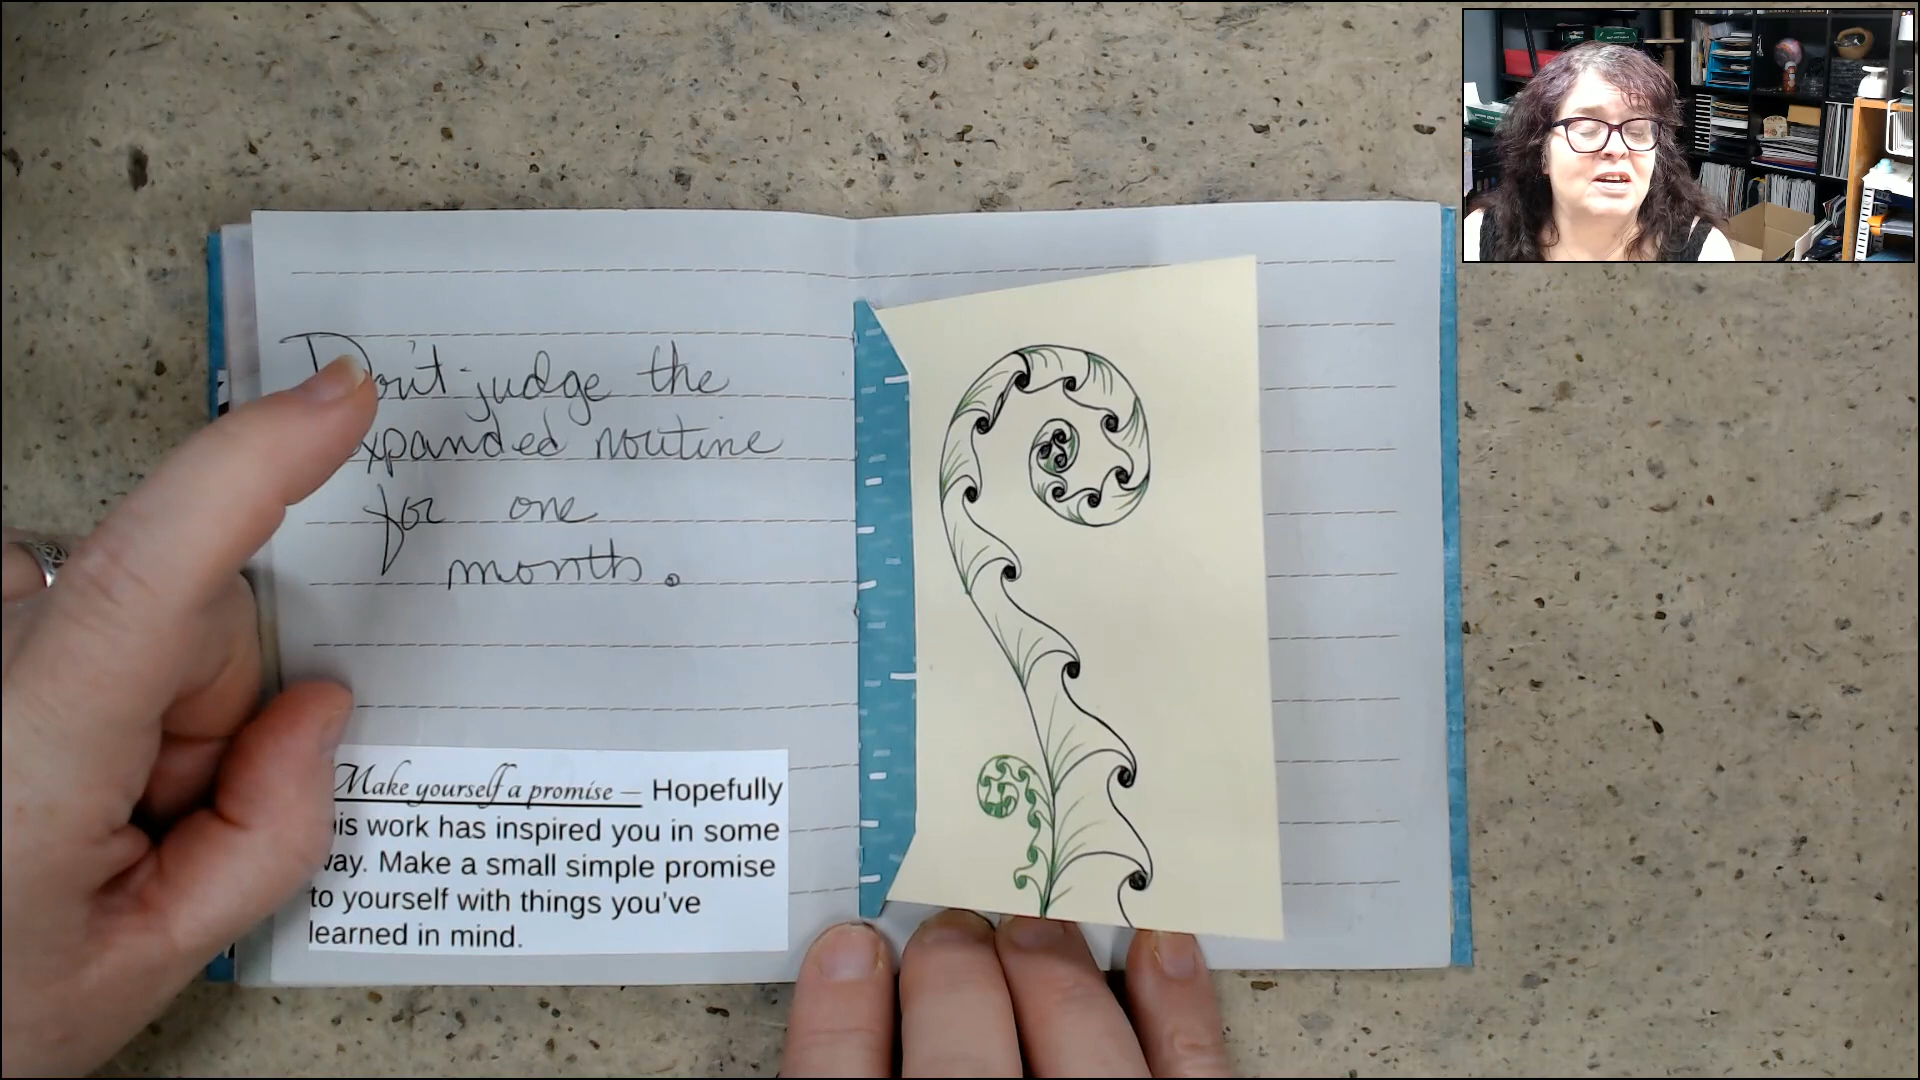 Don't judge the
expanded routine
for one
month.
Make yourself a promise — Hopefully
this work has inspired you in some
way. Make a small simple promise
to yourself with things you've
learned in mind.